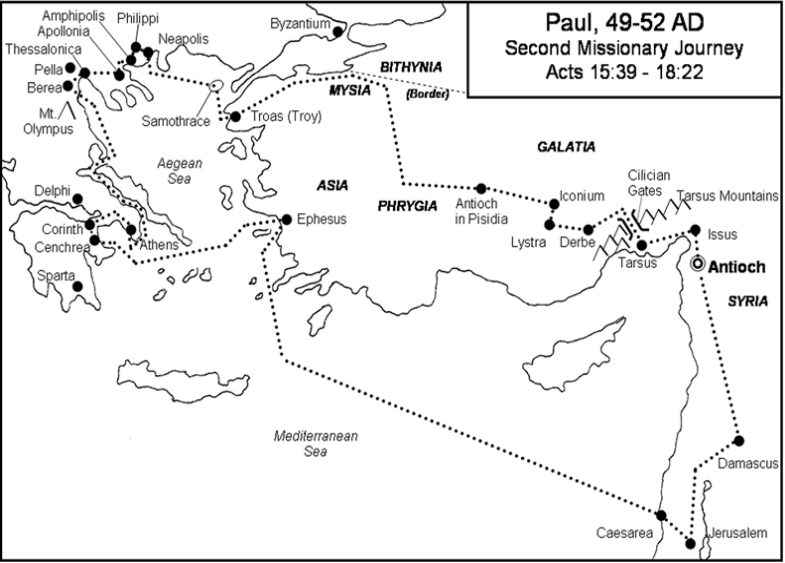 Paul, 49-52 AD
Second Missionary Journey
Acts 15:39 - 18:22
Amphipolis
Philippi
Byzantium
Apollonia
Neapolis
Thessalonica
Pella
BITHYNIA
Berea
MYSIA
(Border)
Mt.
Olympus
Samothrace
Troas (Troy)
GALATIA
Aegean
Sea
Cilician
Gates
Delphi
ASIA
Tarsus Mountains
PHRYGIA
Antioch
in Pisidia
Iconium
Corinth
Ephesus
Cenchrea
Athens
Lystra
Derbe
Issus
Tarsus
Antioch
Sparta
SYRIA
Mediterranean
Sea
Damascus
Caesarea
Jerusalem